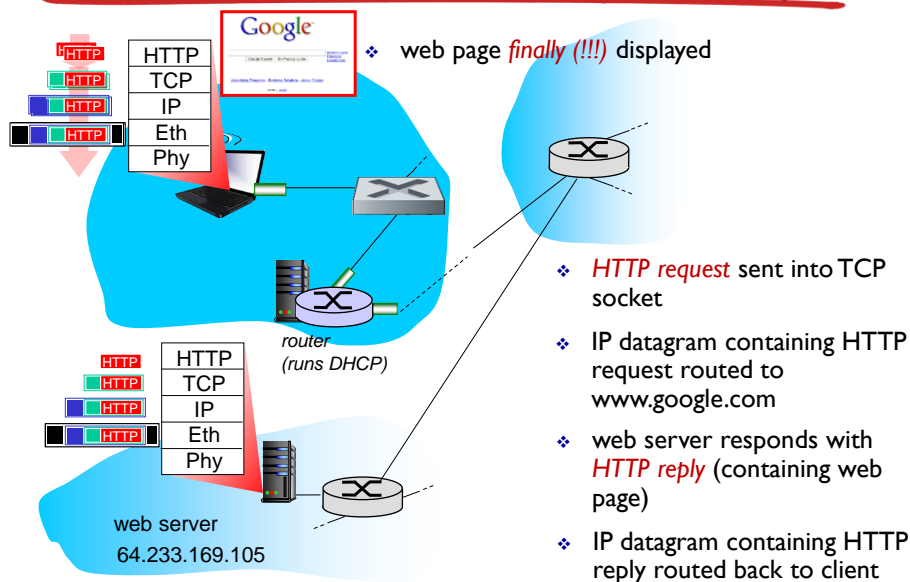 Google
web page finally (!!!) displayed
HTTP
HTTP
HTTP
HTTP
HTTP
TCP
IP
Eth
Phy
router
(runs DHCP)
HTTP
HTTP
HTTP
HTTP
HTTP
TCP
IP
Eth
Phy
web server
64.233.169.105
HTTP request sent into TCP
socket
IP datagram containing HTTP
request routed to
www.google.com
web server responds with
HTTP reply (containing web
page)
IP datagram containing HTTP
reply routed back to client